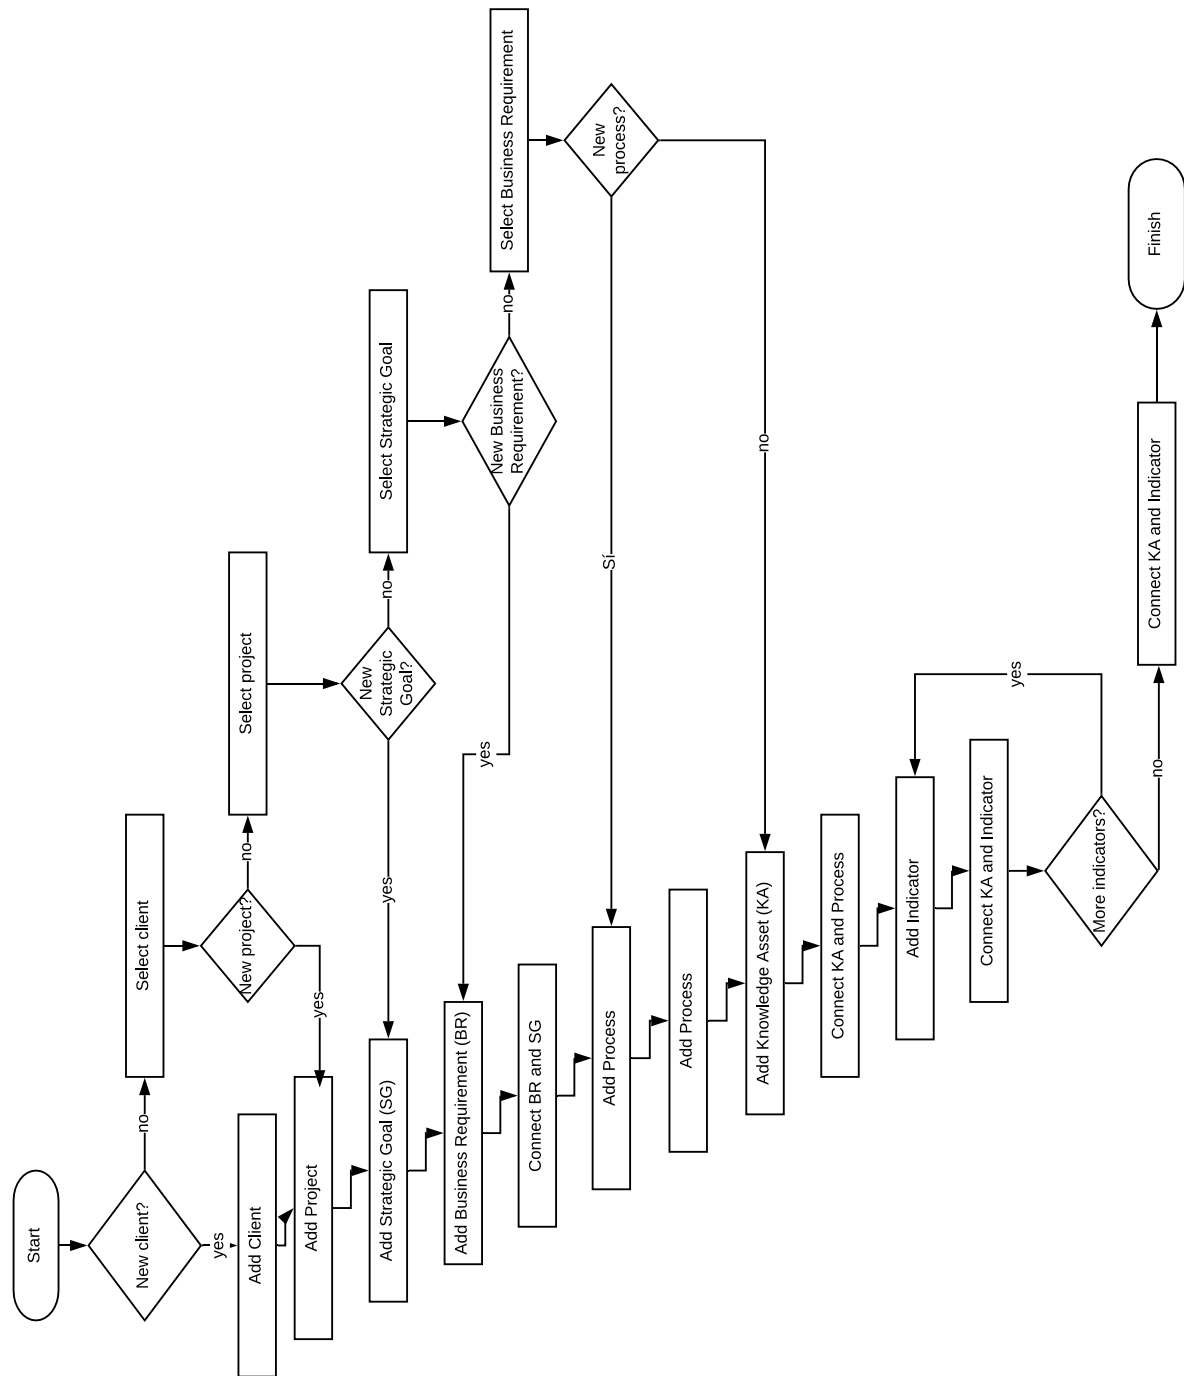 Start
New client?
no
Select client
yes
Add Client
New project?
no
Select project
yes
Add Project
New
Strategic
Goal?
no
Select Strategic Goal
yes
Add Strategic Goal (SG)
New Business
Requirement?
no
Select Business Requirement
yes
Add Business Requirement (BR)
Connect BR and SG
New
process?
Sí
Add Process
Add Process
no
Add Knowledge Asset (KA)
Connect KA and Process
Add Indicator
Connect KA and Indicator
More indicators?
yes
no
Connect KA and Indicator
Finish